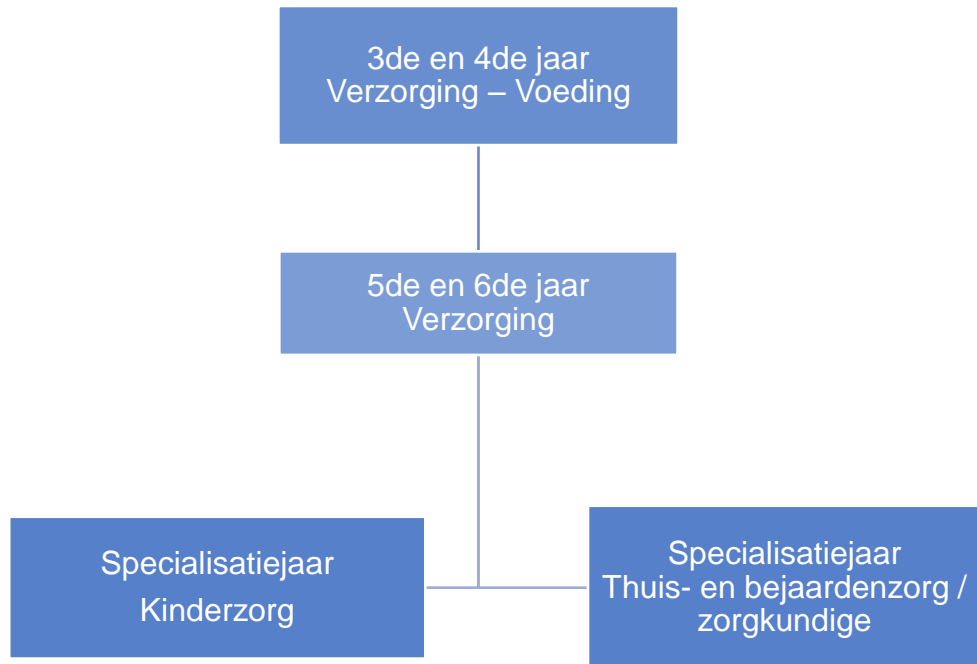 3de en 4de jaar
Verzorging – Voeding
5de en 6de jaar
Verzorging
Specialisatiejaar
Kinderzorg
Specialisatiejaar
Thuis- en bejaardenzorg /
zorgkundige